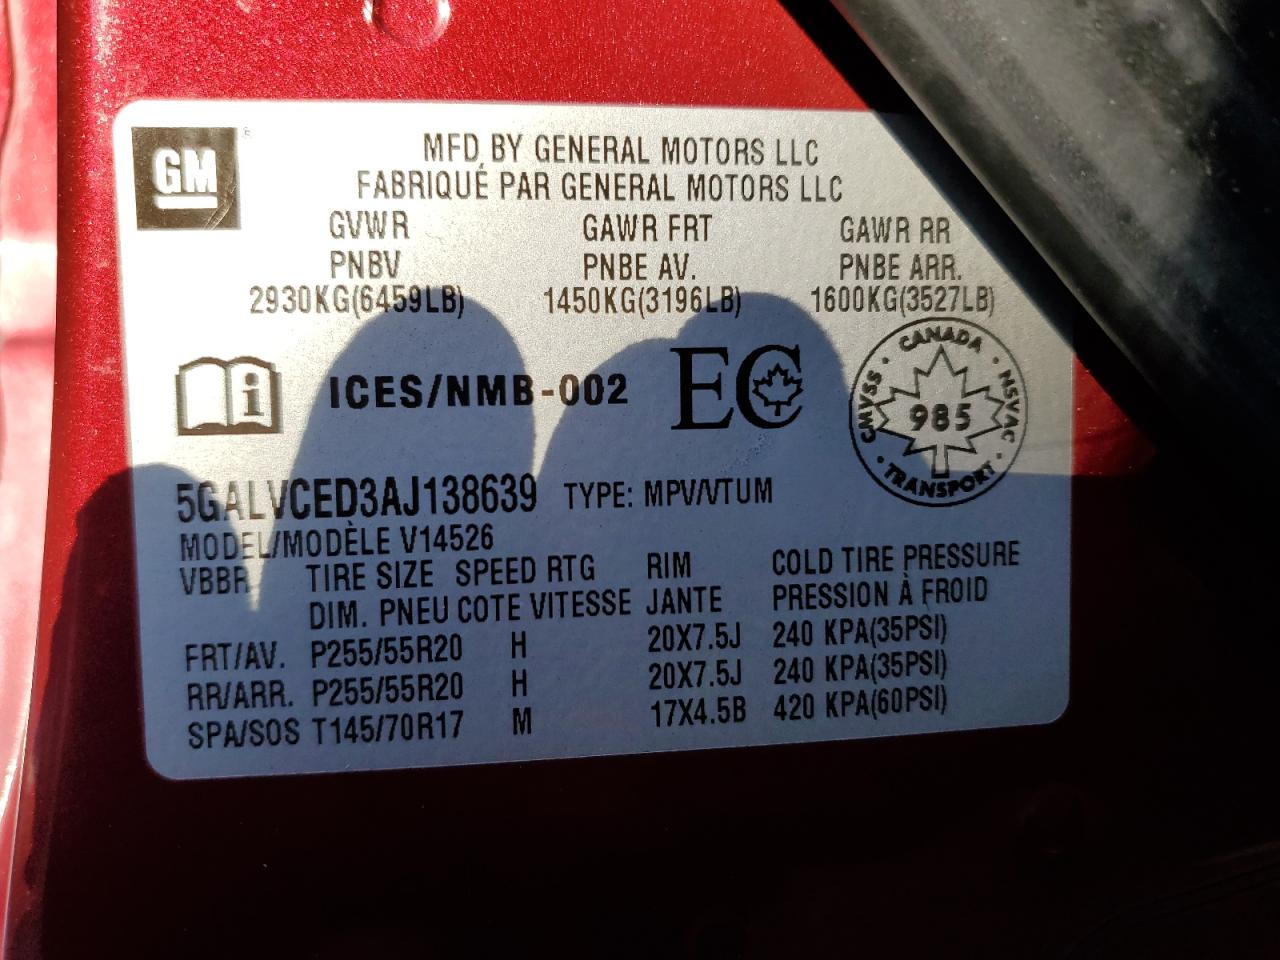 GM
MFD BY GENERAL MOTORS LLC
FABRIQUÉ PAR GENERAL MOTORS LLC
GVWR GAWR FRT GAWR RR
PNBV PNBE AV. PNBE ARR.
2930KG(6459LB) 1450KG(3196LB) 1600KG(3527LB)
i ICES/NMB-002 EC
CANADA
CMVSS 985 NSVAC
TRANSPORT
5GALVCED3AJ138639 TYPE: MPV/VTUM
MODEL/MODÈLE V14526
VBBR TIRE SIZE SPEED RTG RIM COLD TIRE PRESSURE
DIM. PNEU COTE VITESSE JANTE PRESSION À FROID
FRT/AV. P255/55R20 H 20X7.5J 240 KPA(35PSI)
RR/ARR. P255/55R20 H 20X7.5J 240 KPA(35PSI)
SPA/SOS T145/70R17 M 17X4.5B 420 KPA(60PSI)